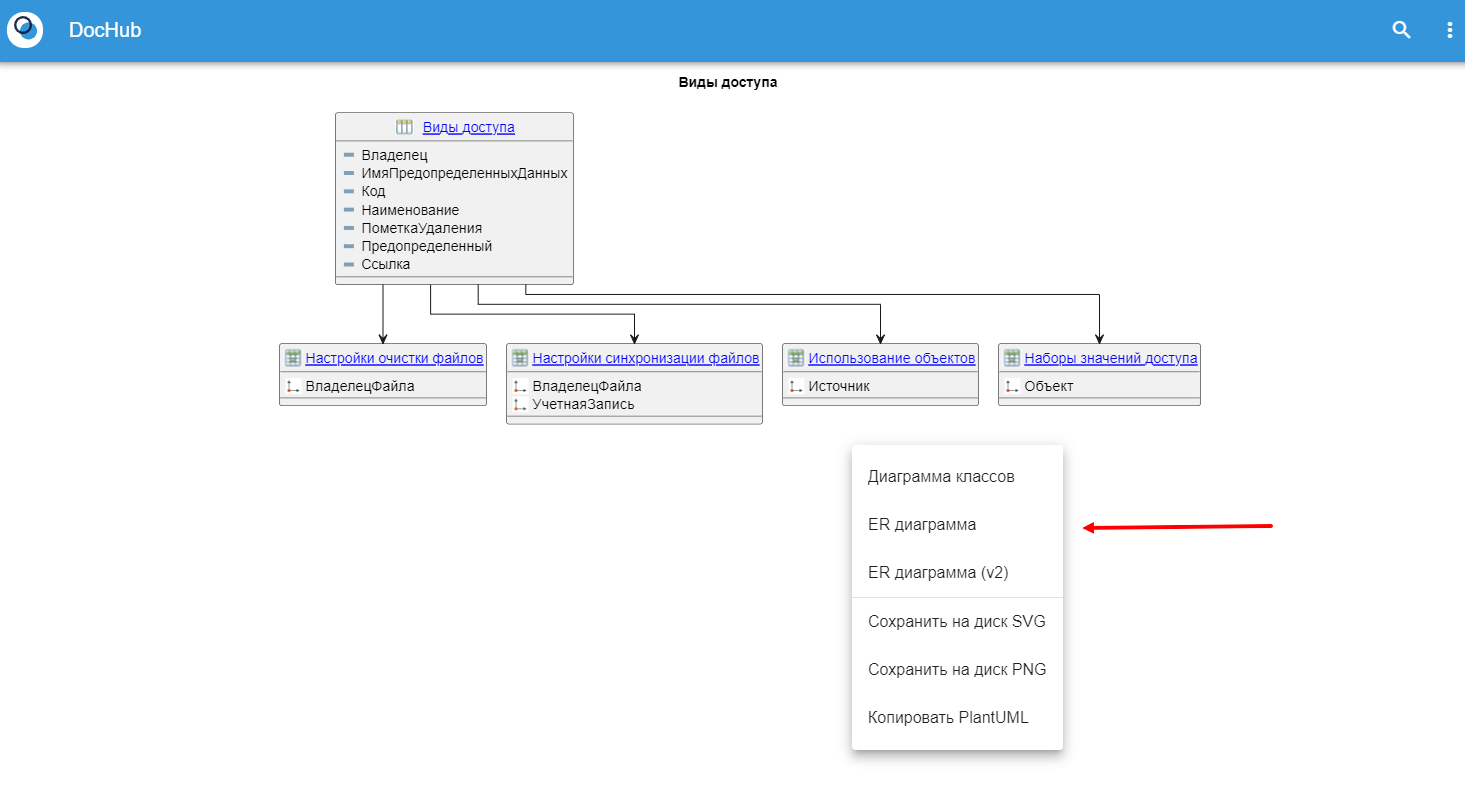 DocHub
Виды доступа
Виды доступа
Владелец
ИмяПредопределенныхДанных
Код
Наименование
ПометкаУдаления
Предопределенный
Ссылка
Настройки очистки файлов
ВладелецФайла
Настройки синхронизации файлов
ВладелецФайла
УчетнаяЗапись
Использование объектов
Источник
Наборы значений доступа
Объект
Диаграмма классов
ER диаграмма
ER диаграмма (v2)
Сохранить на диск SVG
Сохранить на диск PNG
Копировать PlantUML